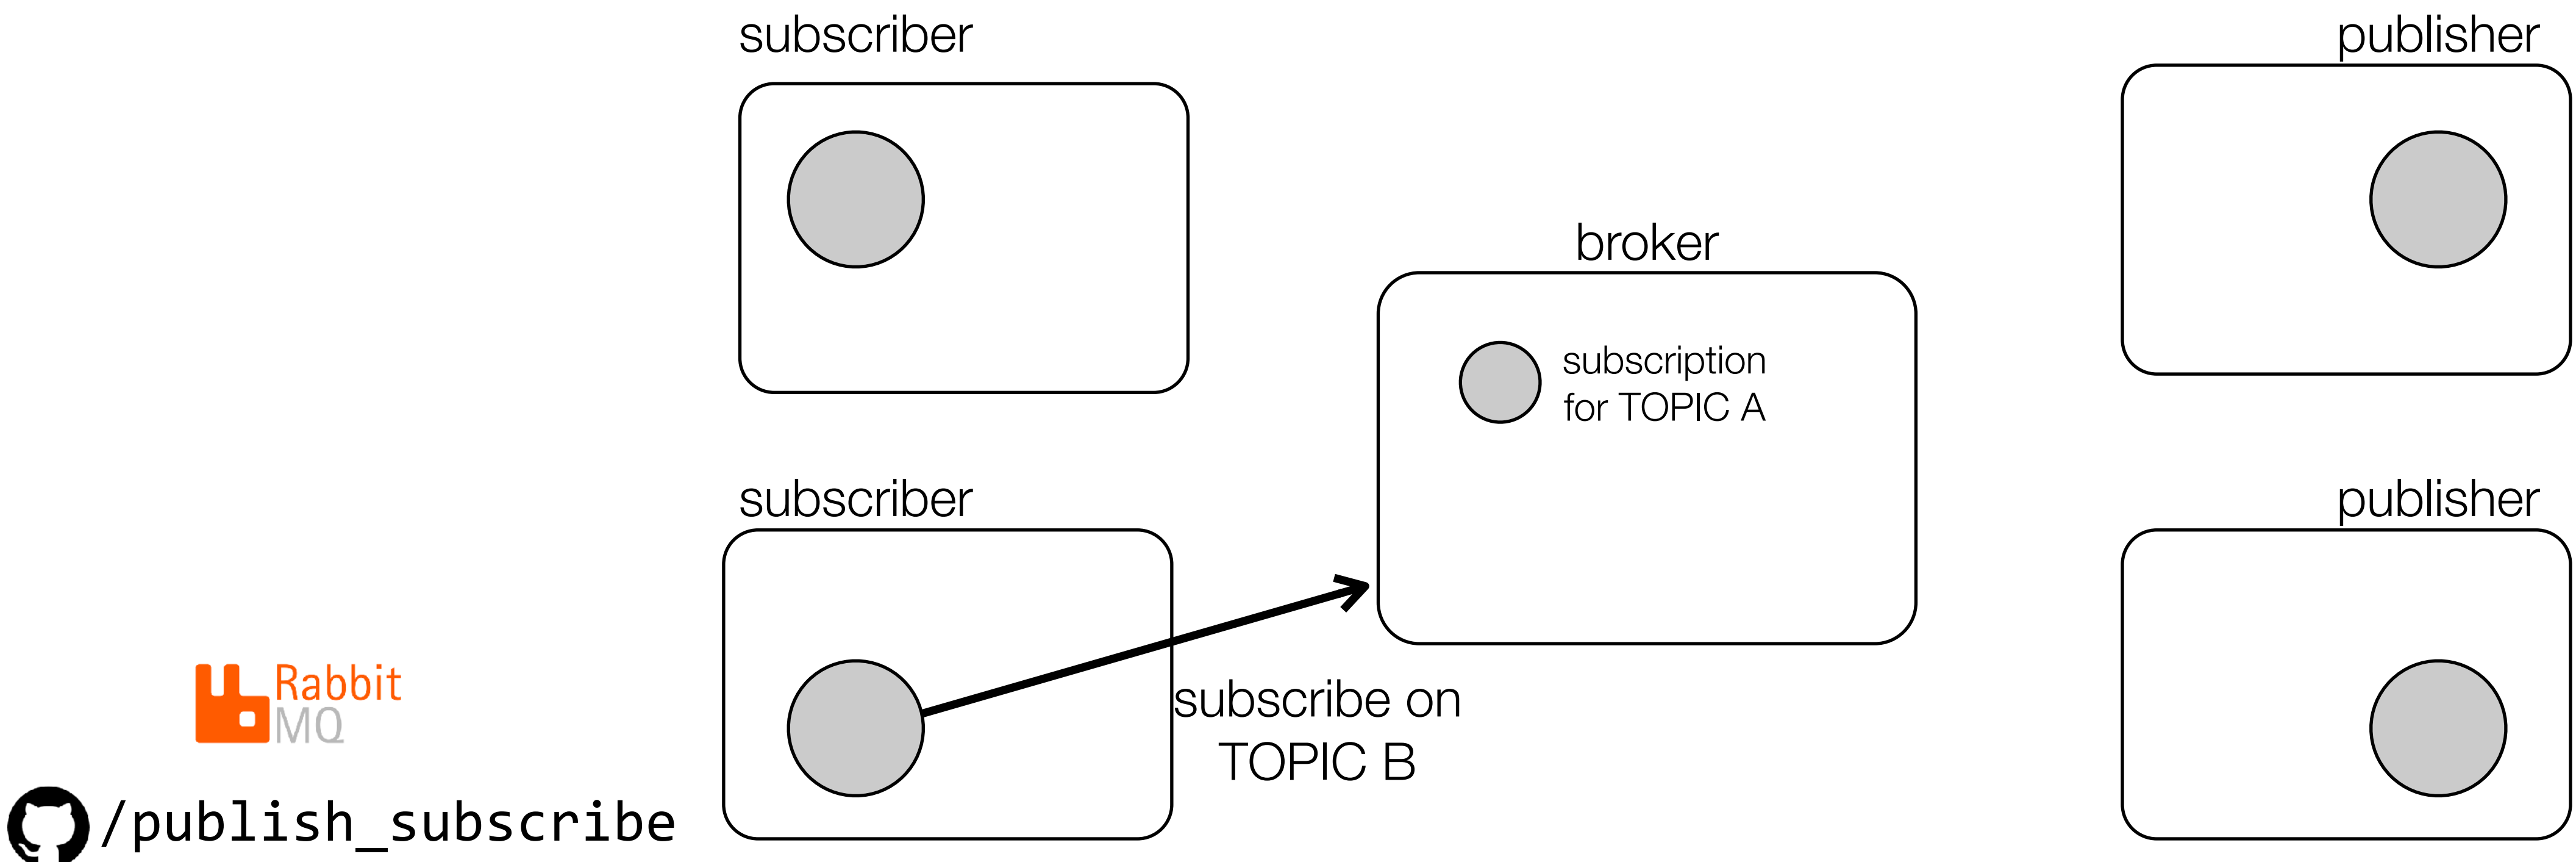 subscriber
publisher
broker
subscription
for TOPIC A
subscriber
publisher
subscribe on
TOPIC B
Rabbit
MQ
/publish_subscribe